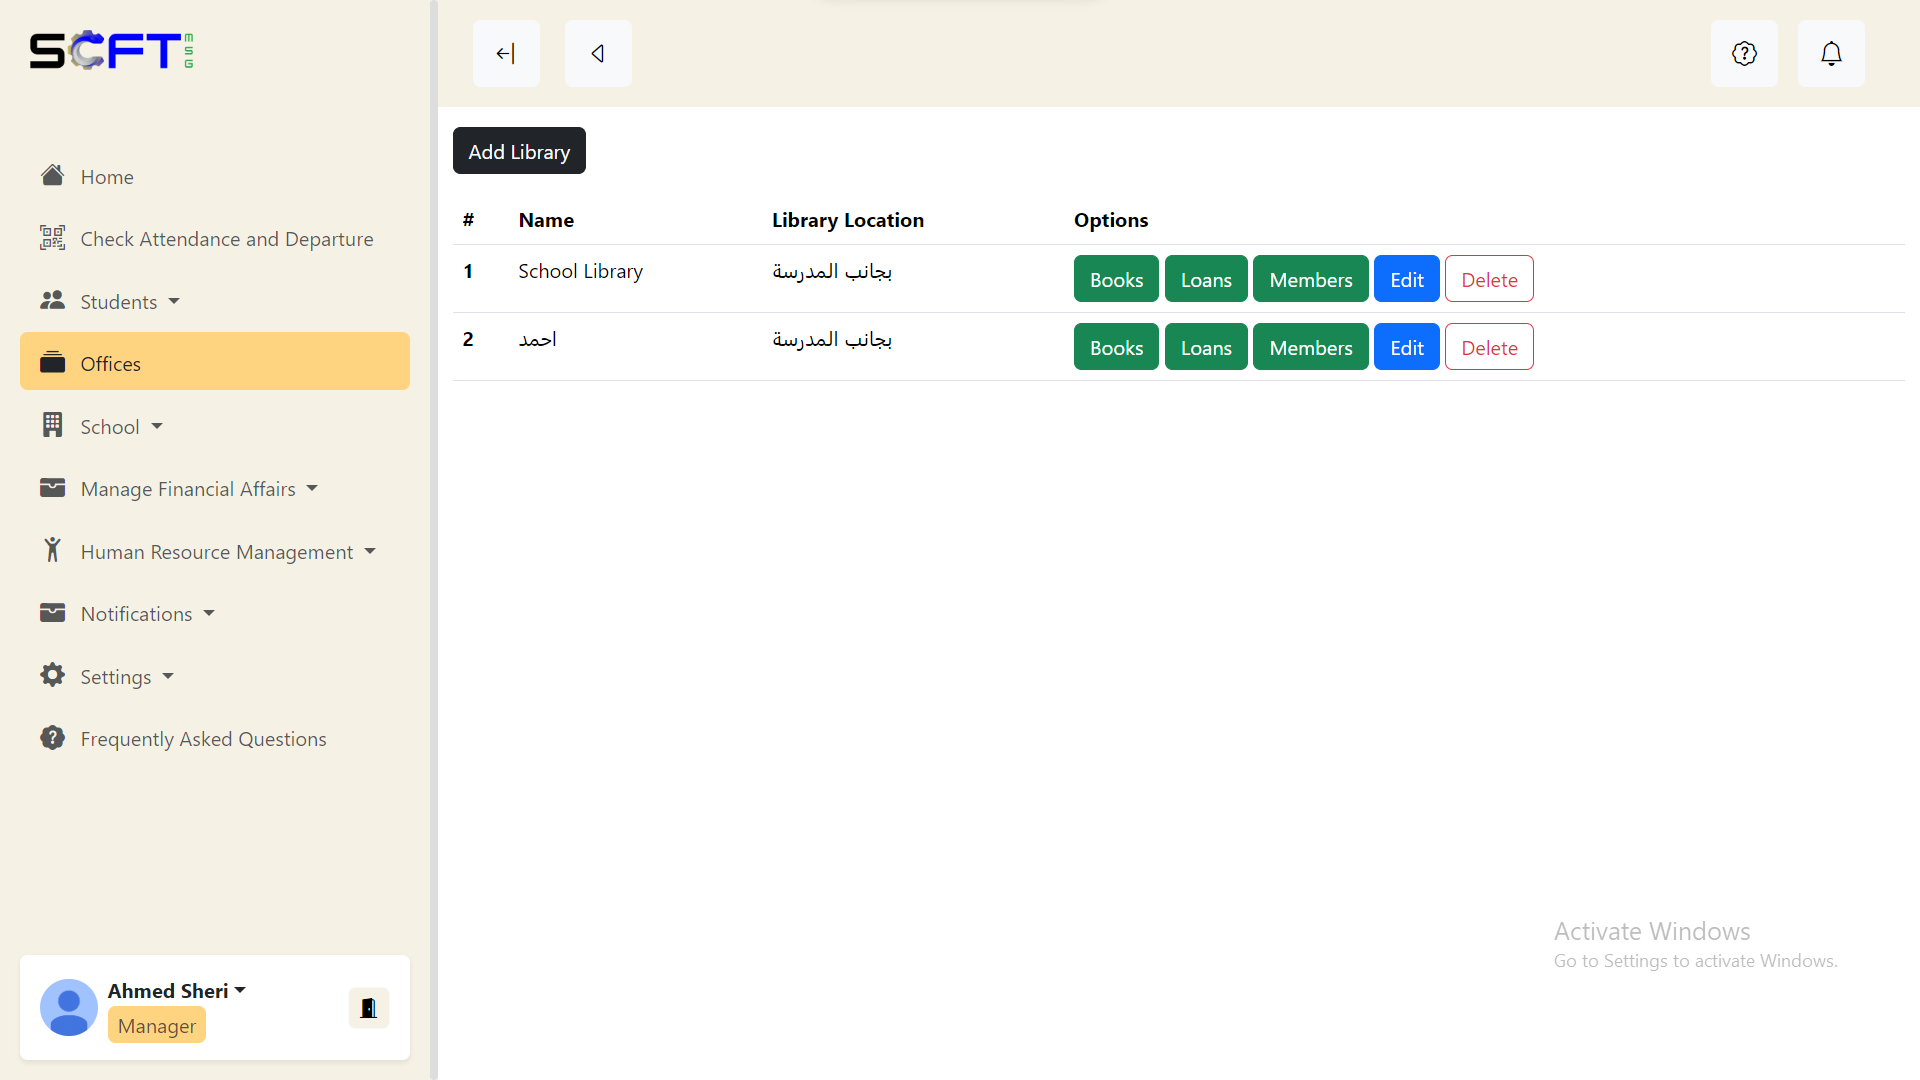 SCFT MSG
Home
Check Attendance and Departure
Students
Offices
School
Manage Financial Affairs
Human Resource Management
Notifications
Settings
Frequently Asked Questions
Ahmed Sheri
Manager
Add Library
# Name Library Location Options
1 School Library بجانب المدرسة Books Loans Members Edit Delete
2 احمد بجانب المدرسة Books Loans Members Edit Delete
Activate Windows
Go to Settings to activate Windows.